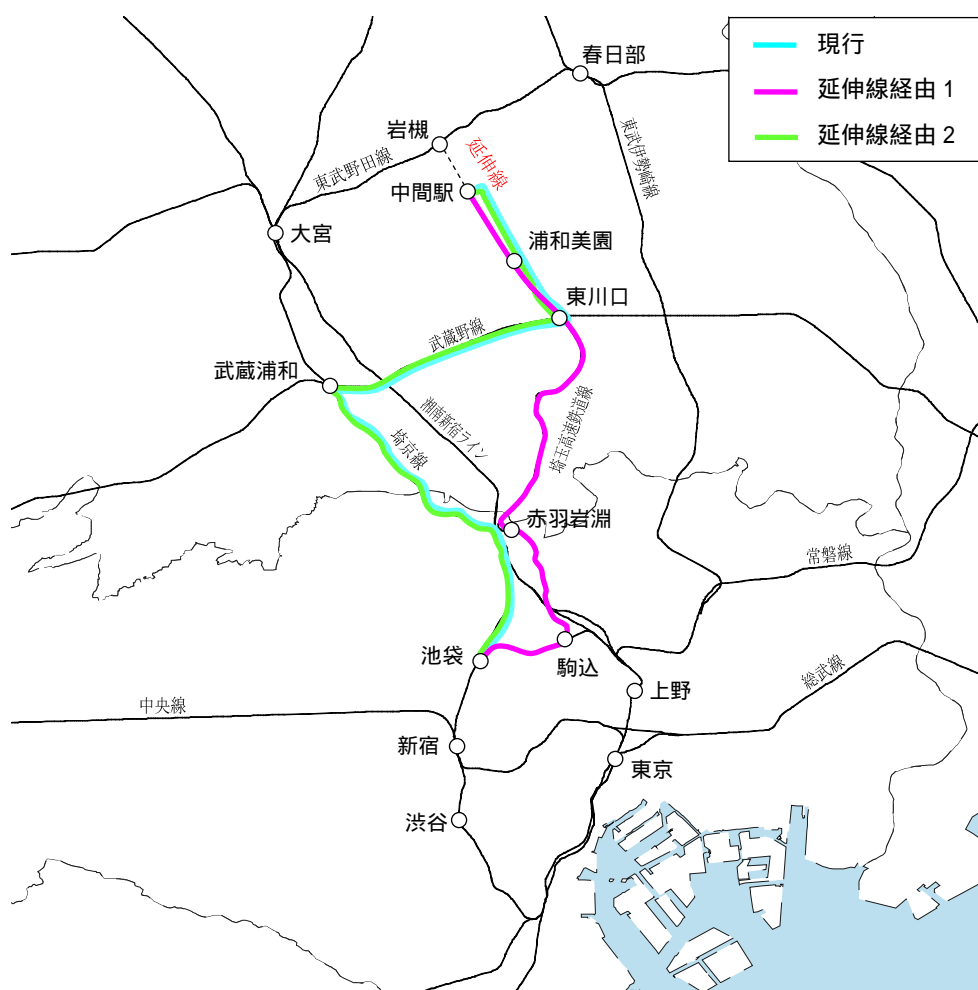 現行
延伸線経由 1
延伸線経由 2
春日部
岩槻
東武野田線
延伸線
東武伊勢崎線
中間駅
大宮
浦和美園
東川口
武蔵野線
武蔵浦和
湘南新宿ライン
埼京線
埼玉高速鉄道線
赤羽岩淵
常磐線
池袋
駒込
上野
総武線
中央線
新宿
東京
渋谷